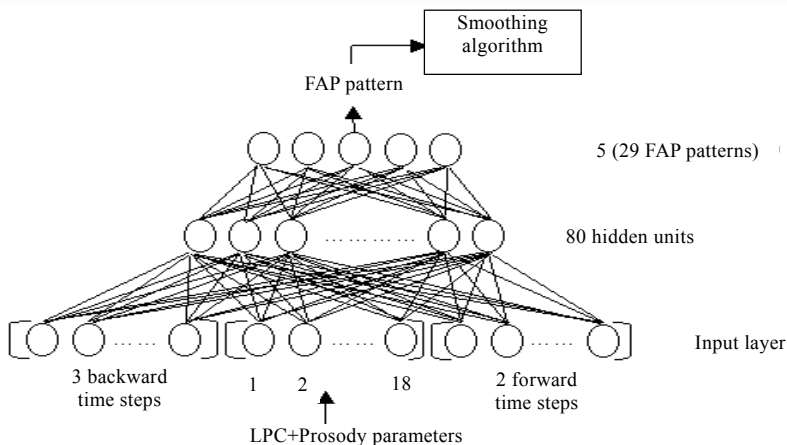 Smoothing
algorithm
FAP pattern
5 (29 FAP patterns)
… … … …
80 hidden units
… …
… …
… …
Input layer
3 backward
time steps
1 2 18
2 forward
time steps
LPC+Prosody parameters